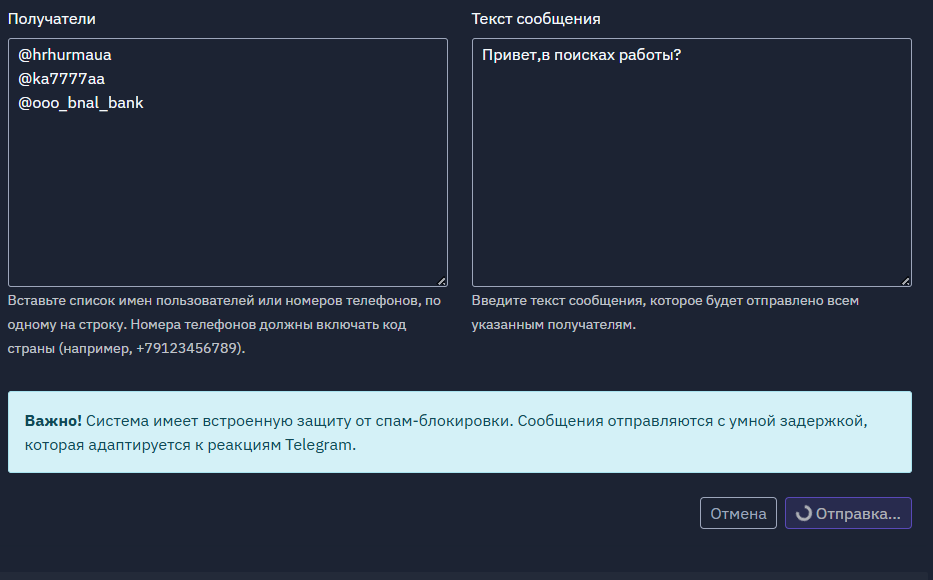 Получатели
@hrhurmaua
@ka7777aa
@ooo_bnal_bank
Вставьте список имен пользователей или номеров телефонов, по
одному на строку. Номера телефонов должны включать код
страны (например, +79123456789).
Текст сообщения
Привет,в поисках работы?
Введите текст сообщения, которое будет отправлено всем
указанным получателям.
Важно! Система имеет встроенную защиту от спам-блокировки. Сообщения отправляются с умной задержкой,
которая адаптируется к реакциям Telegram.
Отмена
Отправка...